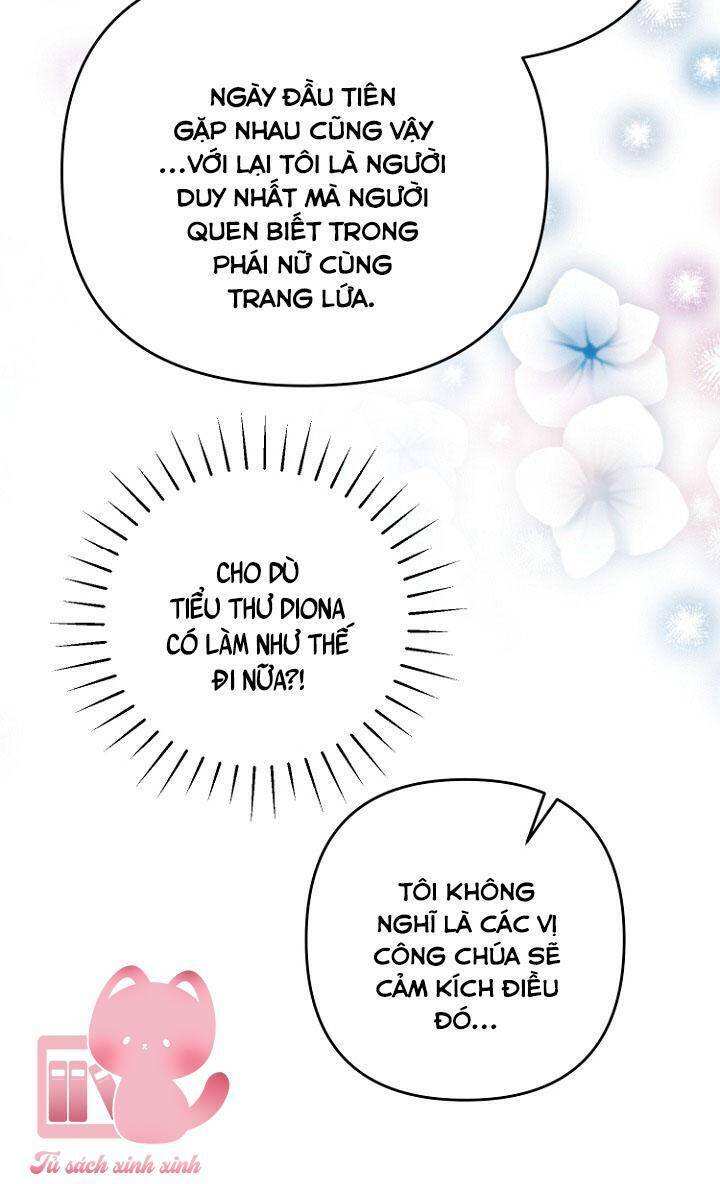 NGÀY ĐẦU TIÊN
GẶP NHAU CŨNG VẬY
...VỚI LẠI TÔI LÀ NGƯỜI
DUY NHẤT MÀ NGƯỜI
QUEN BIẾT TRONG
PHÁI NỮ CÙNG
TRANG LỨA.
CHO DÙ
TIỂU THƯ DIONA
CÓ LÀM NHƯ THẾ
ĐI NỮA?!
TÔI KHÔNG
NGHĨ LÀ CÁC VỊ
CÔNG CHÚA SẼ
CẢM KÍCH ĐIỀU
ĐÓ...
Tủ sách xinh xinh